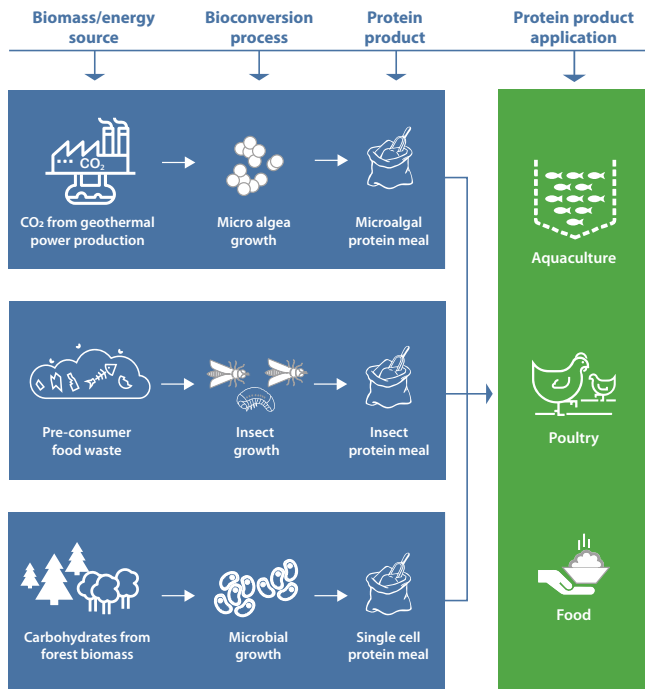 Biomass/energy
source
Bioconversion
process
Protein
product
Protein product
application
CO₂
CO₂ from geothermal
power production
Micro algea
growth
Microalgal
protein meal
Pre-consumer
food waste
Insect
growth
Insect
protein meal
Carbohydrates from
forest biomass
Microbial
growth
Single cell
protein meal
Aquaculture
Poultry
Food